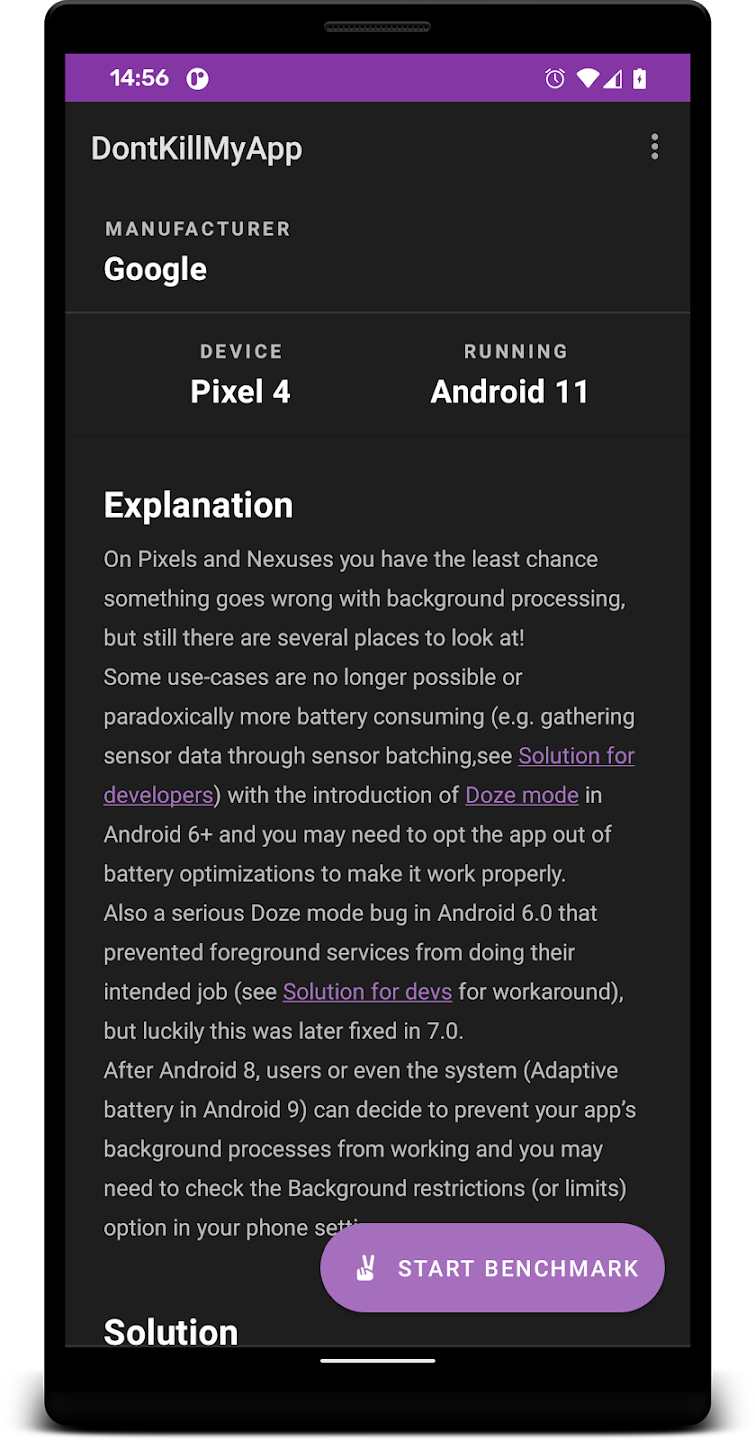 14:56
DontKillMyApp
MANUFACTURER
Google
DEVICE
Pixel 4
RUNNING
Android 11
Explanation
On Pixels and Nexuses you have the least chance
something goes wrong with background processing,
but still there are several places to look at!
Some use-cases are no longer possible or
paradoxically more battery consuming (e.g. gathering
sensor data through sensor batching,see Solution for
developers) with the introduction of Doze mode in
Android 6+ and you may need to opt the app out of
battery optimizations to make it work properly.
Also a serious Doze mode bug in Android 6.0 that
prevented foreground services from doing their
intended job (see Solution for devs for workaround),
but luckily this was later fixed in 7.0.
After Android 8, users or even the system (Adaptive
battery in Android 9) can decide to prevent your app’s
background processes from working and you may
need to check the Background restrictions (or limits)
option in your phone
START BENCHMARK
Solution